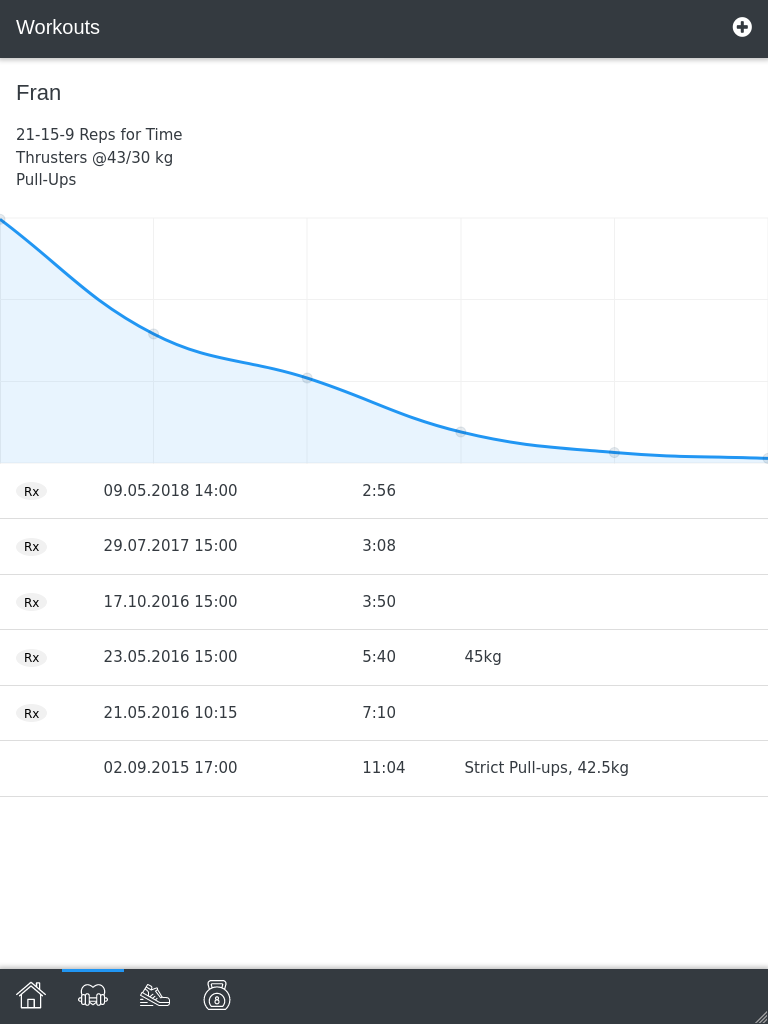 Workouts
Fran
21-15-9 Reps for Time
Thrusters @43/30 kg
Pull-Ups
Rx 09.05.2018 14:00 2:56
Rx 29.07.2017 15:00 3:08
Rx 17.10.2016 15:00 3:50
Rx 23.05.2016 15:00 5:40 45kg
Rx 21.05.2016 10:15 7:10
02.09.2015 17:00 11:04 Strict Pull-ups, 42.5kg
8